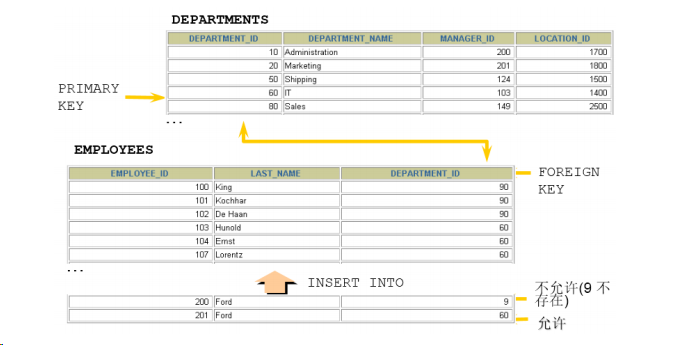 DEPARTMENTS
DEPARTMENT_ID DEPARTMENT_NAME MANAGER_ID LOCATION_ID
10 Administration 200 1700
20 Marketing 201 1800
50 Shipping 124 1500
60 IT 103 1400
80 Sales 149 2500
...
PRIMARY
KEY
EMPLOYEES
EMPLOYEE_ID LAST_NAME DEPARTMENT_ID
100 King 90
101 Kochhar 90
102 De Haan 90
103 Hunold 60
104 Ernst 60
107 Lorentz 60
...
FOREIGN
KEY
INSERT INTO
200 Ford 9
201 Ford 60
不允许(9 不
存在)
允许